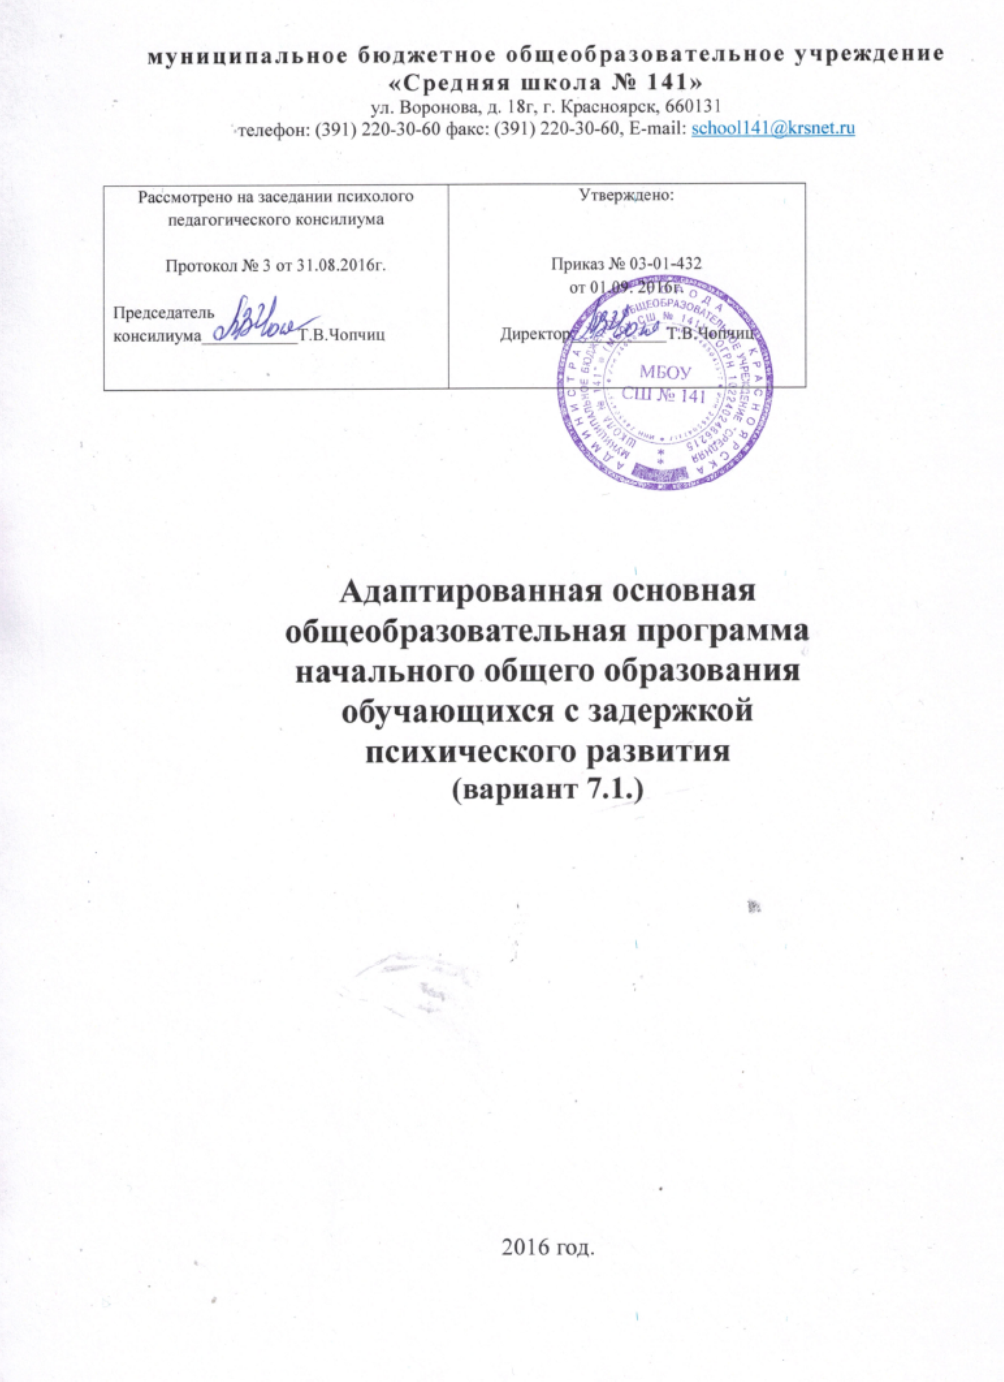 муниципальное бюджетное общеобразовательное учреждение
«Средняя школа № 141»
ул. Воронова, д. 18г, г. Красноярск, 660131
телефон: (391) 220-30-60 факс: (391) 220-30-60, E-mail: school141@krsnet.ru
Рассмотрено на заседании психолого
педагогического консилиума
Протокол № 3 от 31.08.2016г.
Председатель
консилиума___________Т.В.Чопчиц
Утверждено:
Приказ № 03-01-432
от 01.09. 2016г.
Директор___________Т.В.Чопчиц
МБОУ
СШ № 141
Адаптированная основная
общеобразовательная программа
начального общего образования
обучающихся с задержкой
психического развития
(вариант 7.1.)
2016 год.